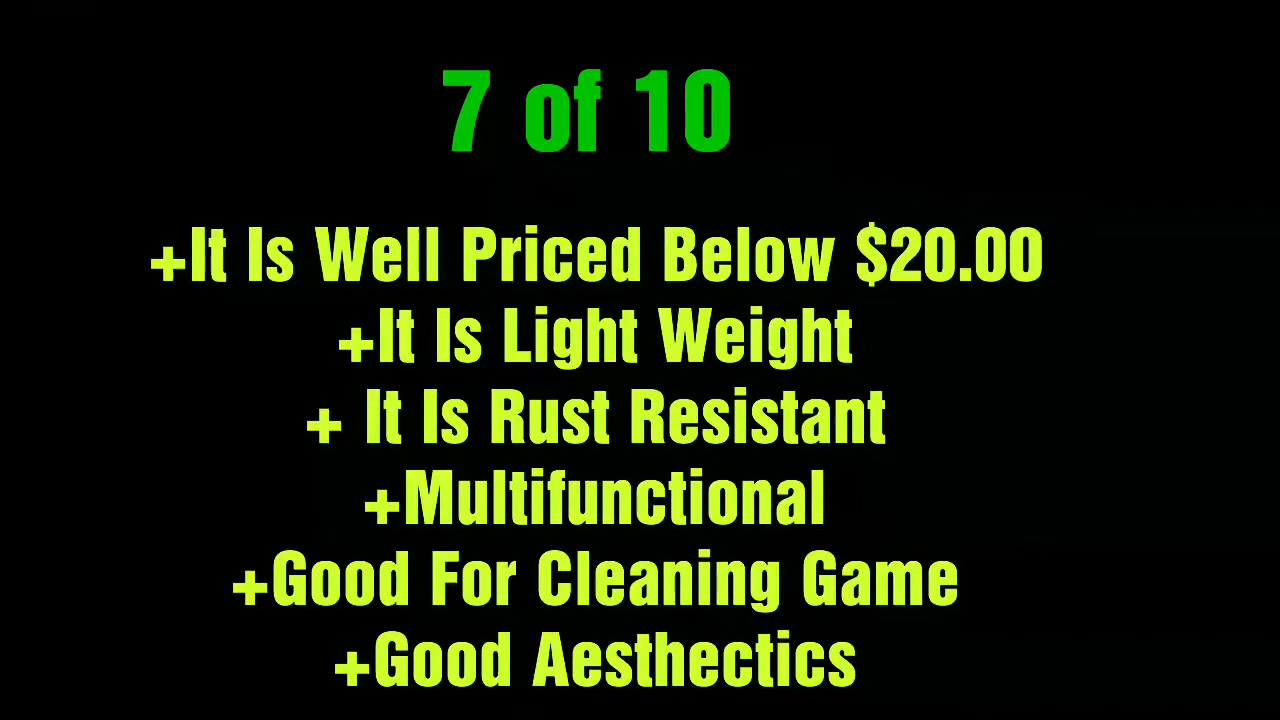 7 of 10
+It Is Well Priced Below $20.00
+It Is Light Weight
+ It Is Rust Resistant
+Multifunctional
+Good For Cleaning Game
+Good Aesthectics